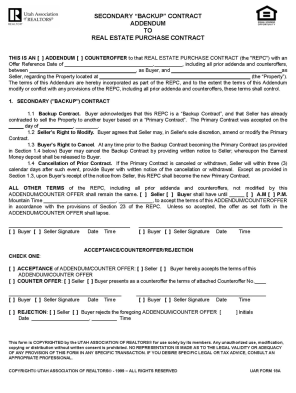 Utah Association
of REALTORS®
REALTOR
SECONDARY "BACKUP" CONTRACT
ADDENDUM
TO
REAL ESTATE PURCHASE CONTRACT
THIS IS AN [ ] ADDENDUM [ ] COUNTEROFFER to that REAL ESTATE PURCHASE CONTRACT (the "REPC") with an
Offer Reference Date of, including all prior addenda and counteroffers,
between, as Buyer, and as
Seller, regarding the Property located at (the "Property").
The terms of this Addendum are hereby incorporated as part of the REPC, and to the extent the terms of this Addendum
modify or conflict with any provisions of the REPC, including all prior addenda and counteroffers, these terms shall control.
1. SECONDARY ("BACKUP") CONTRACT
1.1 Backup Contract. Buyer acknowledges that this REPC is a "Backup Contract", and that Seller has already
contracted to sell the Property to another buyer based on a "Primary Contract". The Primary Contract was accepted on the
day of
1.2 Seller's Right to Modify. Buyer agrees that Seller may, in Seller's sole discretion, amend or modify the Primary
Contract.
1.3 Buyer's Right to Cancel. At any time prior to the Backup Contract becoming the Primary Contract (as provided
in Section 1.4 below) Buyer may cancel the Backup Contract by providing written notice to Seller, whereupon the Earnest
Money deposit shall be released to Buyer.
1.4 Cancellation of Prior Contract. If the Primary Contract is canceled or withdrawn, Seller will within three (3)
calendar days after such event, provide Buyer with written notice of the cancellation or withdrawal. Except as provided in
Section 1.3, upon Buyer's receipt of the notice from Seller, this REPC shall become the new Primary Contract.
ALL OTHER TERMS of the REPC, including all prior addenda and counteroffers, not modified by this
ADDENDUM/COUNTEROFFER shall remain the same. [ ] Seller [ ] Buyer shall have until [ ] A.M [ ] P.M.
Mountain Time to accept the terms of this ADDENDUM/COUNTEROFFER
in accordance with the provisions of Section 23 of the REPC. Unless so accepted, the offer as set forth in the
ADDENDUM/COUNTEROFFER shall lapse.
[ ] Buyer [ ] Seller Signature Date Time [ ] Buyer [ ] Seller Signature Date Time
ACCEPTANCE/COUNTEROFFER/REJECTION
CHECK ONE:
[ ] ACCEPTANCE of ADDENDUM/COUNTER OFFER: [ ] Seller [ ] Buyer hereby accepts the terms of this
ADDENDUM/COUNTER OFFER
[ ] COUNTER OFFER: [ ] Seller [ ] Buyer presents as a counteroffer the terms of attached Counteroffer No.
[ ] Buyer [ ] Seller Signature Date Time [ ] Buyer [ ] Seller Signature Date Time
[ ] REJECTION: [ ] Seller [ ] Buyer rejects the foregoing ADDENDUM/COUNTER OFFER. [ ] Initials
Date Time
This form is COPYRIGHTED by the UTAH ASSOCIATION OF REALTORS® for use solely by its members. Any unauthorized use, modification,
copying or distribution without written consent is prohibited. NO REPRESENTATION IS MADE AS TO THE LEGAL VALIDITY OR ADEQUACY
OF ANY PROVISION OF THIS FORM IN ANY SPECIFIC TRANSACTION. IF YOU DESIRE SPECIFIC LEGAL OR TAX ADVICE, CONSULT AN
APPROPRIATE PROFESSIONAL.
COPYRIGHT© UTAH ASSOCIATION OF REALTORS® - 1999 – ALL RIGHTS RESERVED UAR FORM 18A